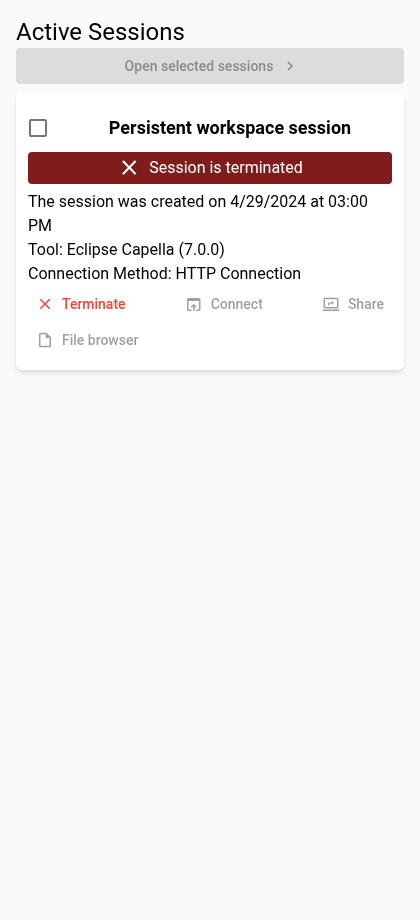 Active Sessions
Open selected sessions
Persistent workspace session
Session is terminated
The session was created on 4/29/2024 at 03:00
PM
Tool: Eclipse Capella (7.0.0)
Connection Method: HTTP Connection
Terminate Connect Share
File browser